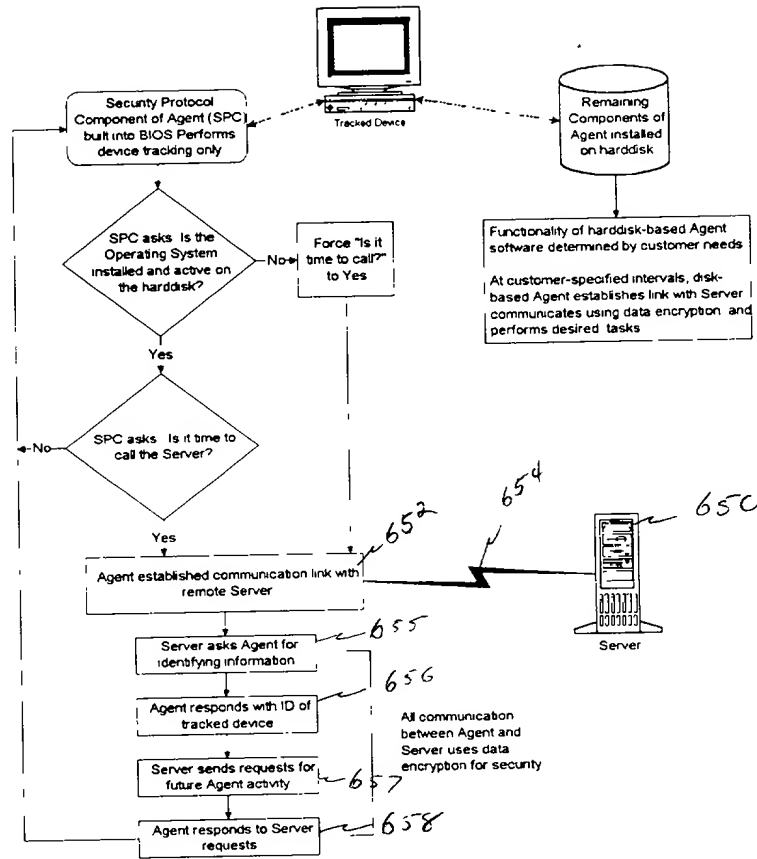 Tracked Device
Security Protocol
Component of Agent (SPC)
built into BIOS Performs
device tracking only
Remaining
Components of
Agent installed
on harddisk
SPC asks Is the
Operating System
installed and active on
the harddisk?
No
Force "Is it
time to call?"
to Yes
Functionality of harddisk-based Agent
software determined by customer needs
At customer-specified intervals, disk-
based Agent establishes link with Server
communicates using data encryption and
performs desired tasks
Yes
SPC asks Is it time to
call the Server?
No
Yes
652
654
650
Agent established communication link with
remote Server
Server
655
Server asks Agent for
identifying information
656
Agent responds with ID of
tracked device
All communication
between Agent and
Server uses data
encryption for security
Server sends requests for
future Agent activity
657
Agent responds to Server
requests
658